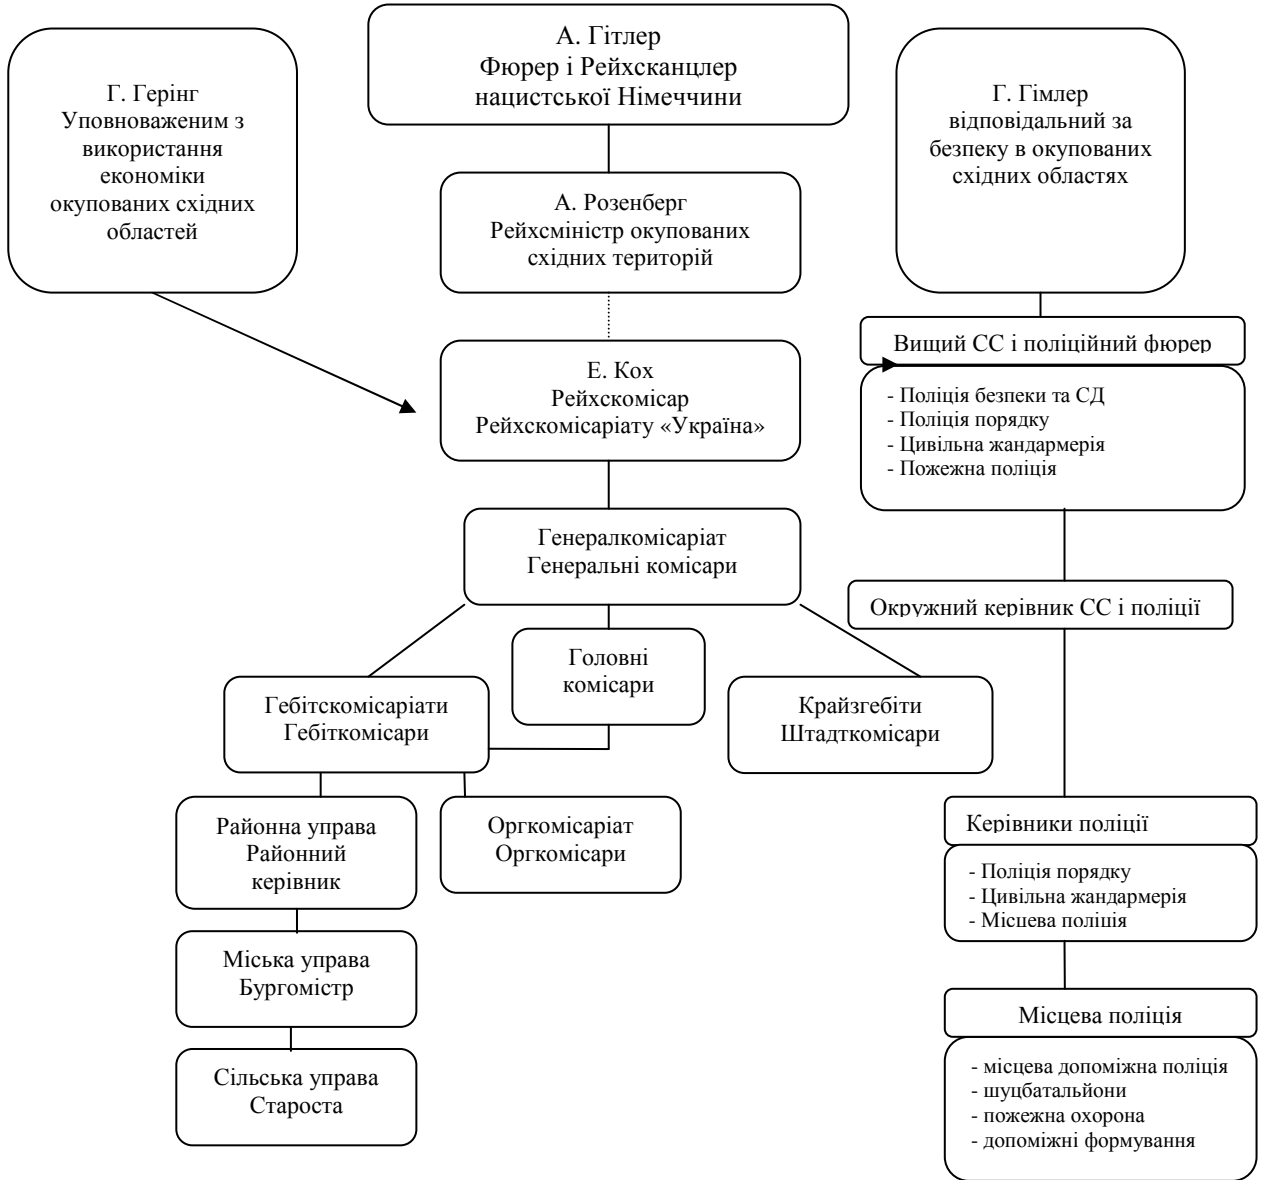 А. Гітлер
Фюрер і Рейхсканцлер
нацистської Німеччини
Г. Герінг
Уповноваженим з
використання
економіки
окупованих східних
областей
Г. Гімлер
відповідальний за
безпеку в окупованих
східних областях
А. Розенберг
Рейхсміністр окупованих
східних територій
Вищий СС і поліційний фюрер
- Поліція безпеки та СД
- Поліція порядку
- Цивільна жандармерія
- Пожежна поліція
Е. Кох
Рейхскомісар
Рейхскомісаріату «Україна»
Генералкомісаріат
Генеральні комісари
Окружний керівник СС і поліції
Головні
комісари
Гебітскомісаріати
Гебіткомісари
Крайзгебіти
Штадткомісари
Районна управа
Районний
керівник
Оргкомісаріат
Оргкомісари
Керівники поліції
- Поліція порядку
- Цивільна жандармерія
- Місцева поліція
Міська управа
Бургомістр
Сільська управа
Староста
Місцева поліція
- місцева допоміжна поліція
- шуцбатальйони
- пожежна охорона
- допоміжні формування